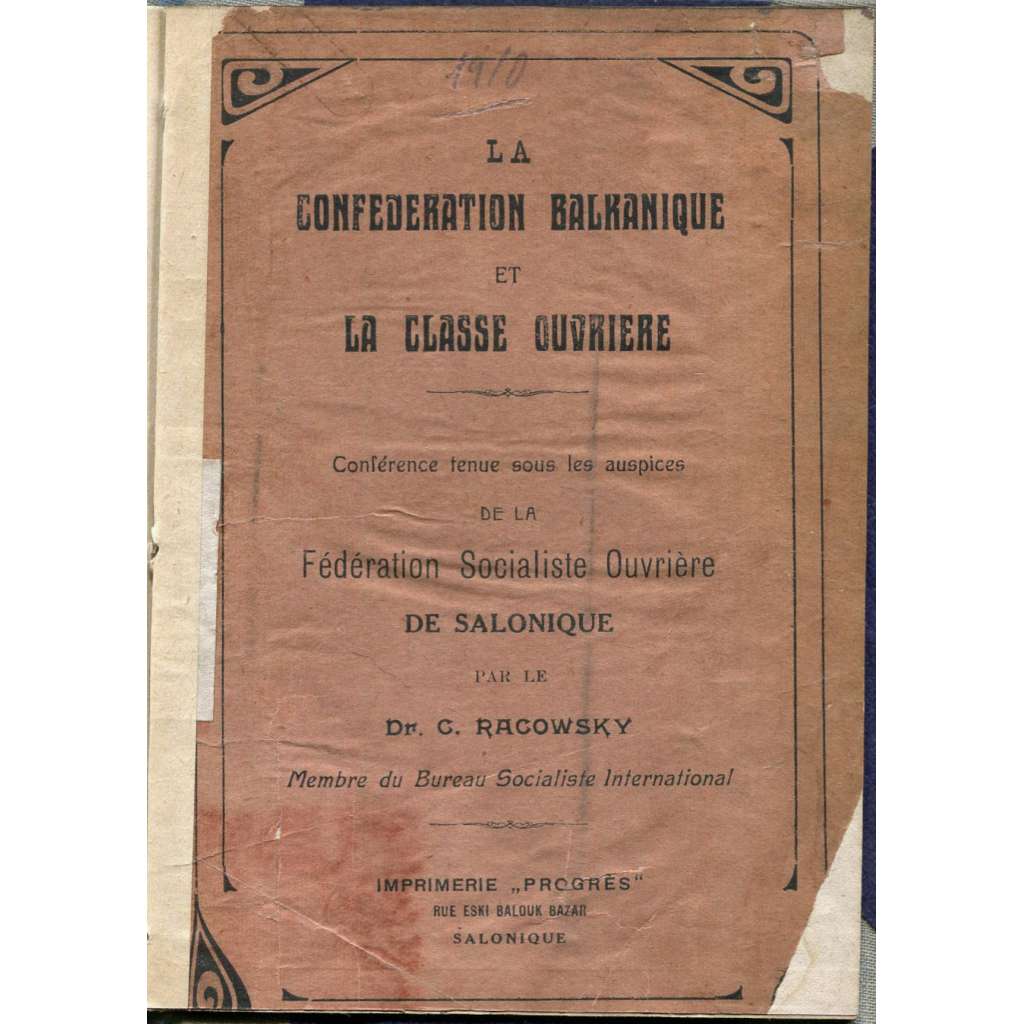 1910
LA
CONFEDERATION BALKANIQUE
ET
LA CLASSE OUVRIERE
Conférence tenue sous les auspices
DE LA
Fédération Socialiste Ouvrière
DE SALONIQUE
PAR LE
Dr. C. RACOWSKY
Membre du Bureau Socialiste International
IMPRIMERIE „PROGRÈS“
RUE ESKI BALOUK BAZAR
SALONIQUE